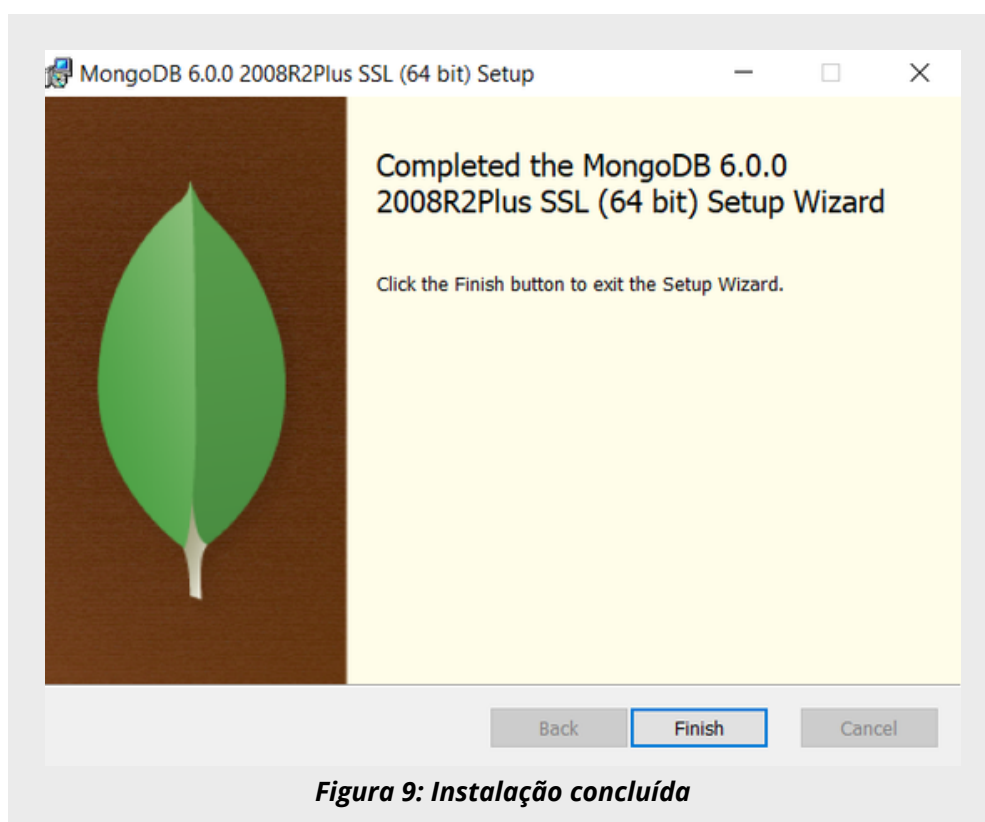 MongoDB 6.0.0 2008R2Plus SSL (64 bit) Setup
Completed the MongoDB 6.0.0
2008R2Plus SSL (64 bit) Setup Wizard
Click the Finish button to exit the Setup Wizard.
Back
Finish
Cancel
Figura 9: Instalação concluída